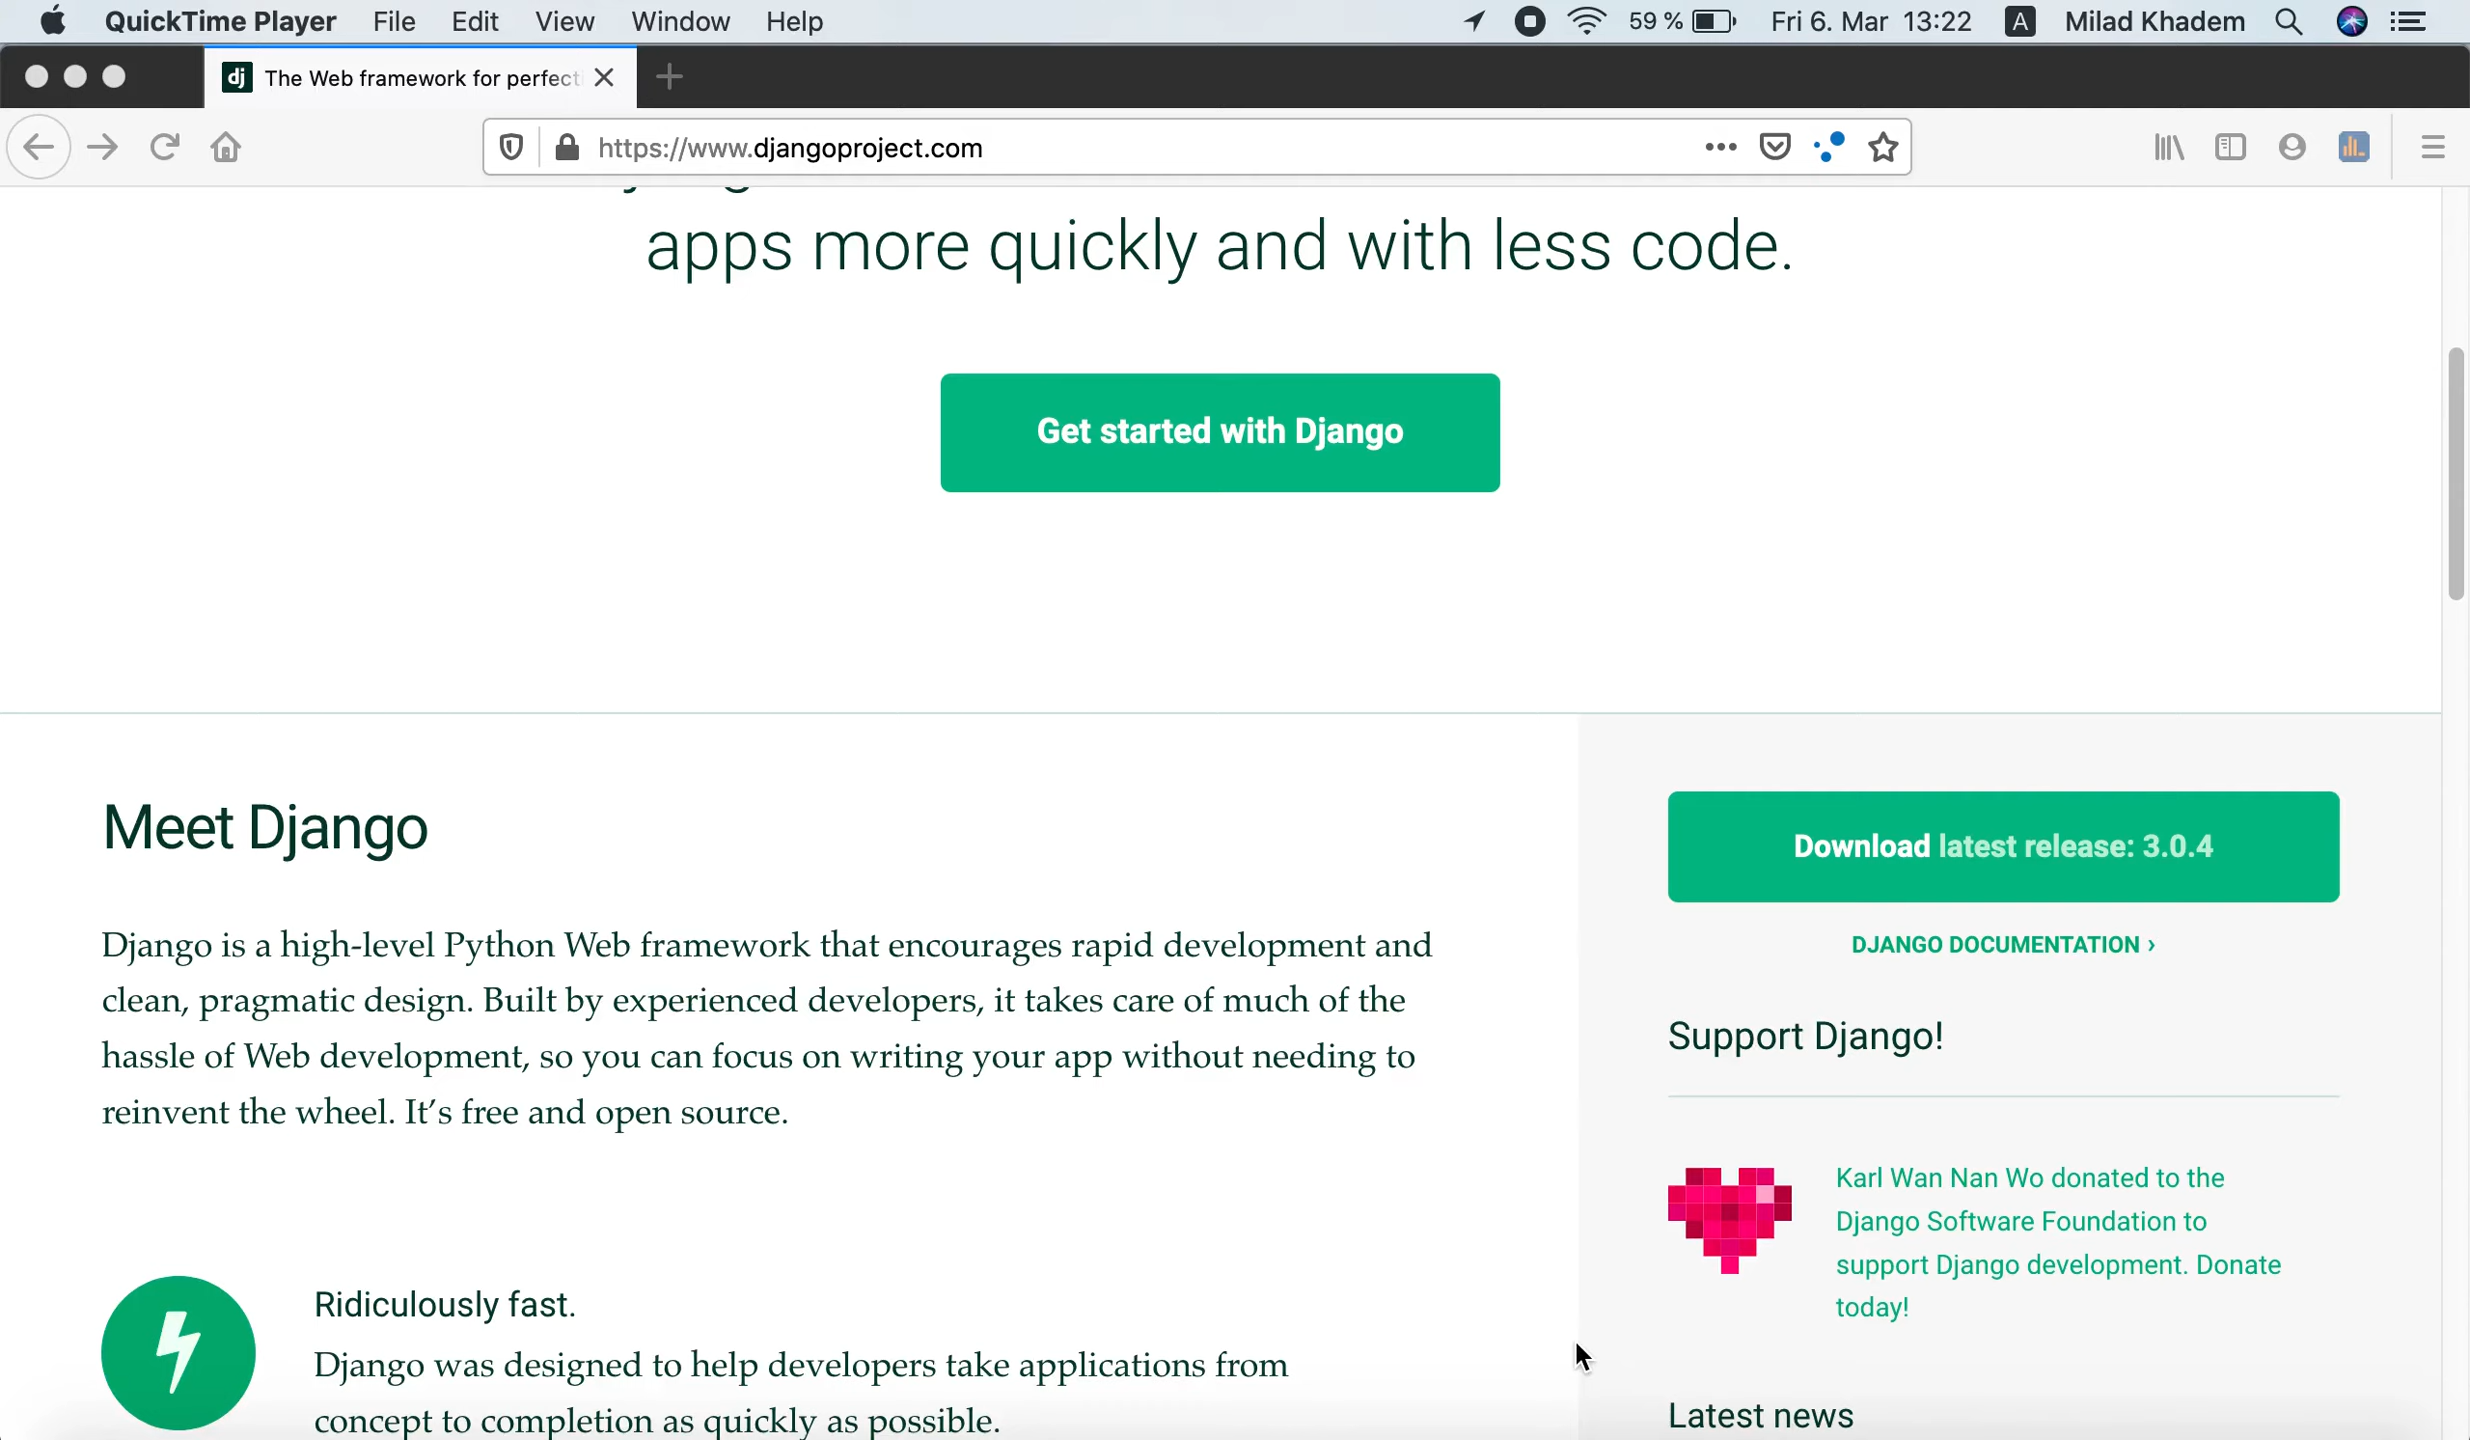 QuickTime Player File Edit View Window Help 59 % Fri 6. Mar 13:22 A Milad Khadem
dj The Web framework for perfect
https://www.djangoproject.com
apps more quickly and with less code.
Get started with Django
Meet Django
Django is a high-level Python Web framework that encourages rapid development and
clean, pragmatic design. Built by experienced developers, it takes care of much of the
hassle of Web development, so you can focus on writing your app without needing to
reinvent the wheel. It’s free and open source.
Ridiculously fast.
Django was designed to help developers take applications from
concept to completion as quickly as possible.
Download latest release: 3.0.4
DJANGO DOCUMENTATION ›
Support Django!
Karl Wan Nan Wo donated to the
Django Software Foundation to
support Django development. Donate
today!
Latest news